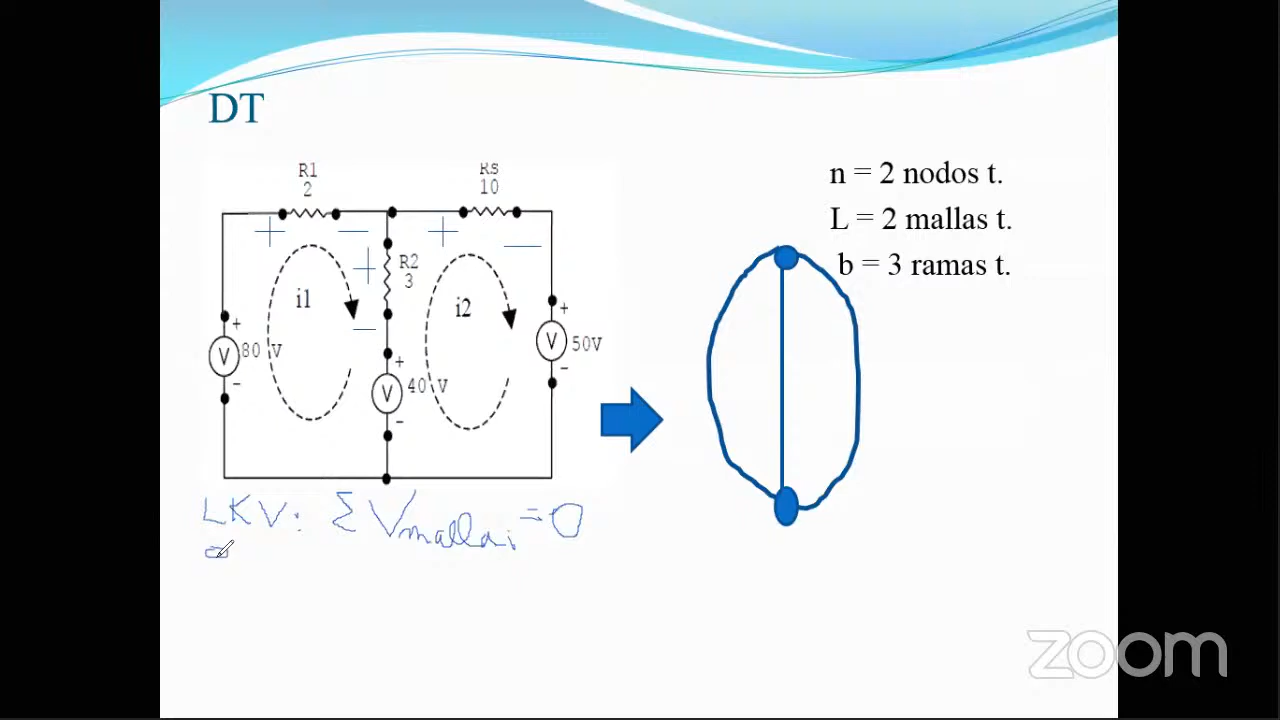 DT
R1
2
Rs
10
n = 2 nodos t.
L = 2 mallas t.
b = 3 ramas t.
+ − + −
+ R2
3
−
i1
i2
+
V 80 V
-
+
V 40 V
-
+
V 50V
-
LKV: Σ Vmallai = 0
zoom